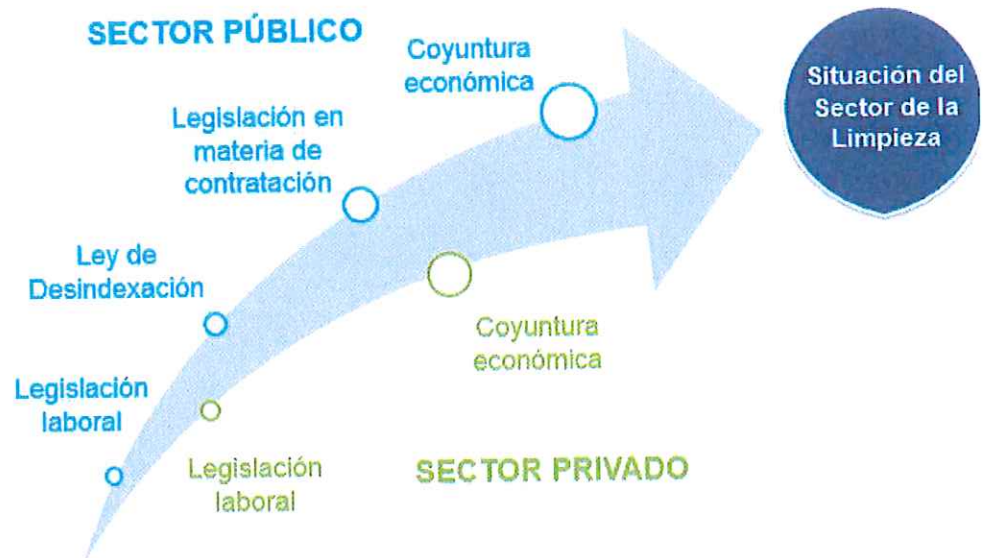 SECTOR PÚBLICO
Coyuntura
económica
Legislación en
materia de
contratación
Ley de
Desindexación
Legislación
laboral
Situación del
Sector de la
Limpieza
Coyuntura
económica
Legislación
laboral
SECTOR PRIVADO